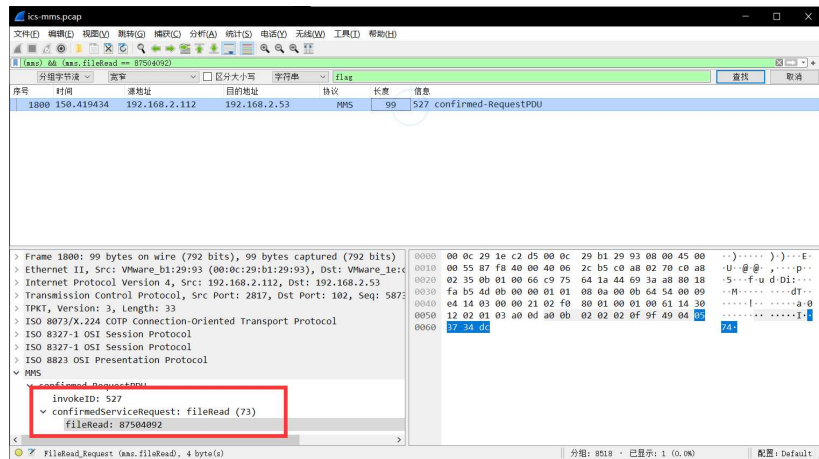 ics-mms.pcap
文件(F) 编辑(E) 视图(V) 跳转(G) 捕获(C) 分析(A) 统计(S) 电话(Y) 无线(W) 工具(T) 帮助(H)
(mms) && (mms.fileRead == 87504092)
分组字节流 宽窄 区分大小写 字符串 flag 查找 取消
序号 时间 源地址 目的地址 协议 长度 信息
1800 150.419434 192.168.2.112 192.168.2.53 MMS 99 527 confirmed-RequestPDU
> Frame 1800: 99 bytes on wire (792 bits), 99 bytes captured (792 bits)
> Ethernet II, Src: VMware_b1:29:93 (00:0c:29:b1:29:93), Dst: VMware_1e:c
> Internet Protocol Version 4, Src: 192.168.2.112, Dst: 192.168.2.53
> Transmission Control Protocol, Src Port: 2817, Dst Port: 102, Seq: 5873
> TPKT, Version: 3, Length: 33
> ISO 8073/X.224 COTP Connection-Oriented Transport Protocol
> ISO 8327-1 OSI Session Protocol
> ISO 8327-1 OSI Session Protocol
> ISO 8823 OSI Presentation Protocol
MMS
confirmed-RequestPDU
invokeID: 527
confirmedServiceRequest: fileRead (73)
fileRead: 87504092
0000 00 0c 29 1e c2 d5 00 0c 29 b1 29 93 08 00 45 00 ··)····· )·)···E·
0010 00 55 87 f8 40 00 40 06 2c b5 c0 a8 02 70 c0 a8 ·U··@·@· ,····p··
0020 02 35 0b 01 00 66 c9 75 64 1a 44 69 3a a8 80 18 ·5···f·u d·Di:···
0030 fa b5 4d 0b 00 00 01 01 08 0a 00 0b 64 54 00 09 ··M····· ····dT··
0040 e4 14 03 00 00 21 02 f0 80 01 00 01 00 61 14 30 ·····!·· ·····a·0
0050 12 02 01 03 a0 0d a0 0b 02 02 02 0f 9f 49 04 05 ········ ·····I··
0060 37 34 dc 74·
FileRead_Request (mms.fileRead), 4 byte(s) 分组: 8518 · 已显示: 1 (0.0%) 配置: Default